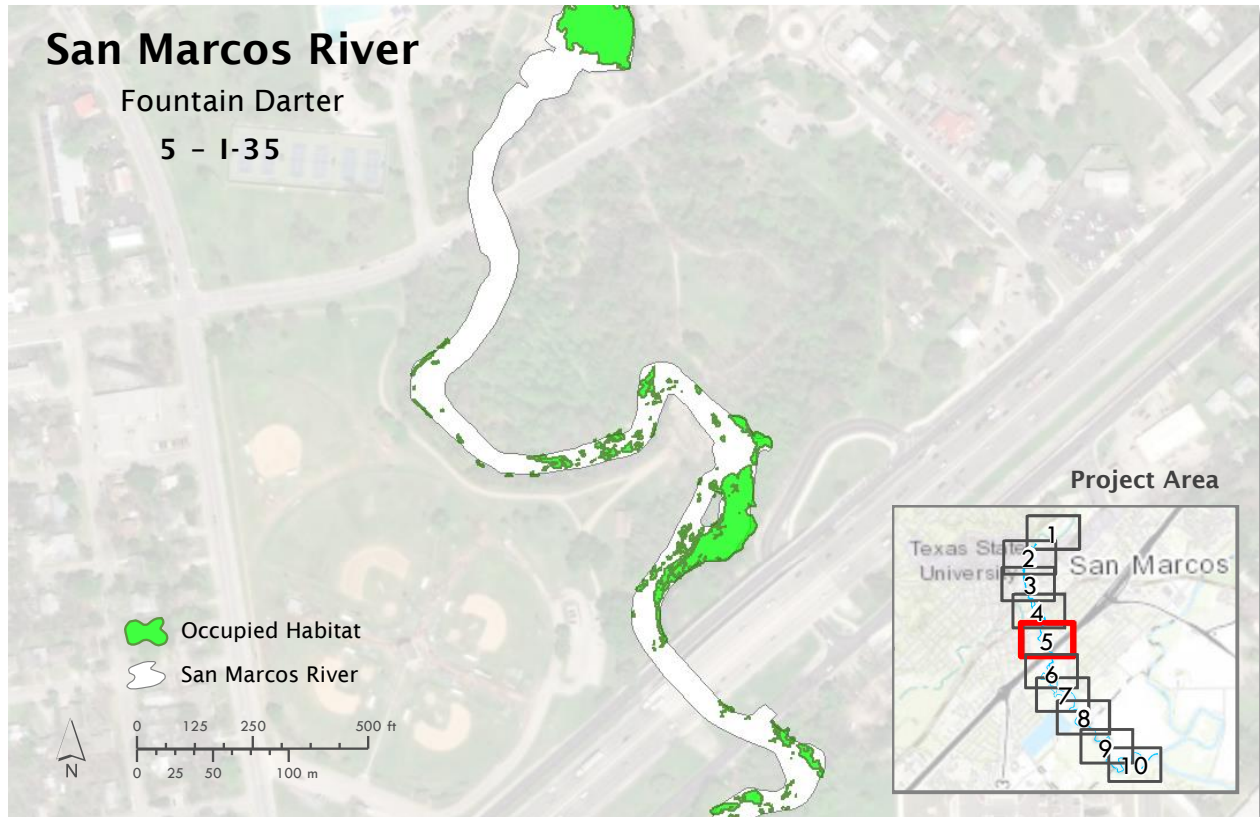 San Marcos River
Fountain Darter
5 – I-35
Project Area
1
Texas State
University
2
San Marcos
3
4
5
6
7
8
9
10
Occupied Habitat
San Marcos River
0 125 250 500 ft
0 25 50 100 m
N